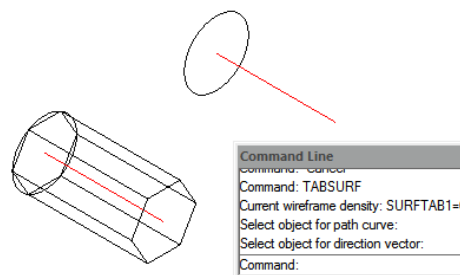 Command Line
Command: *Cancel*
Command: TABSURF
Current wireframe density: SURFTAB1=
Select object for path curve:
Select object for direction vector:
Command: